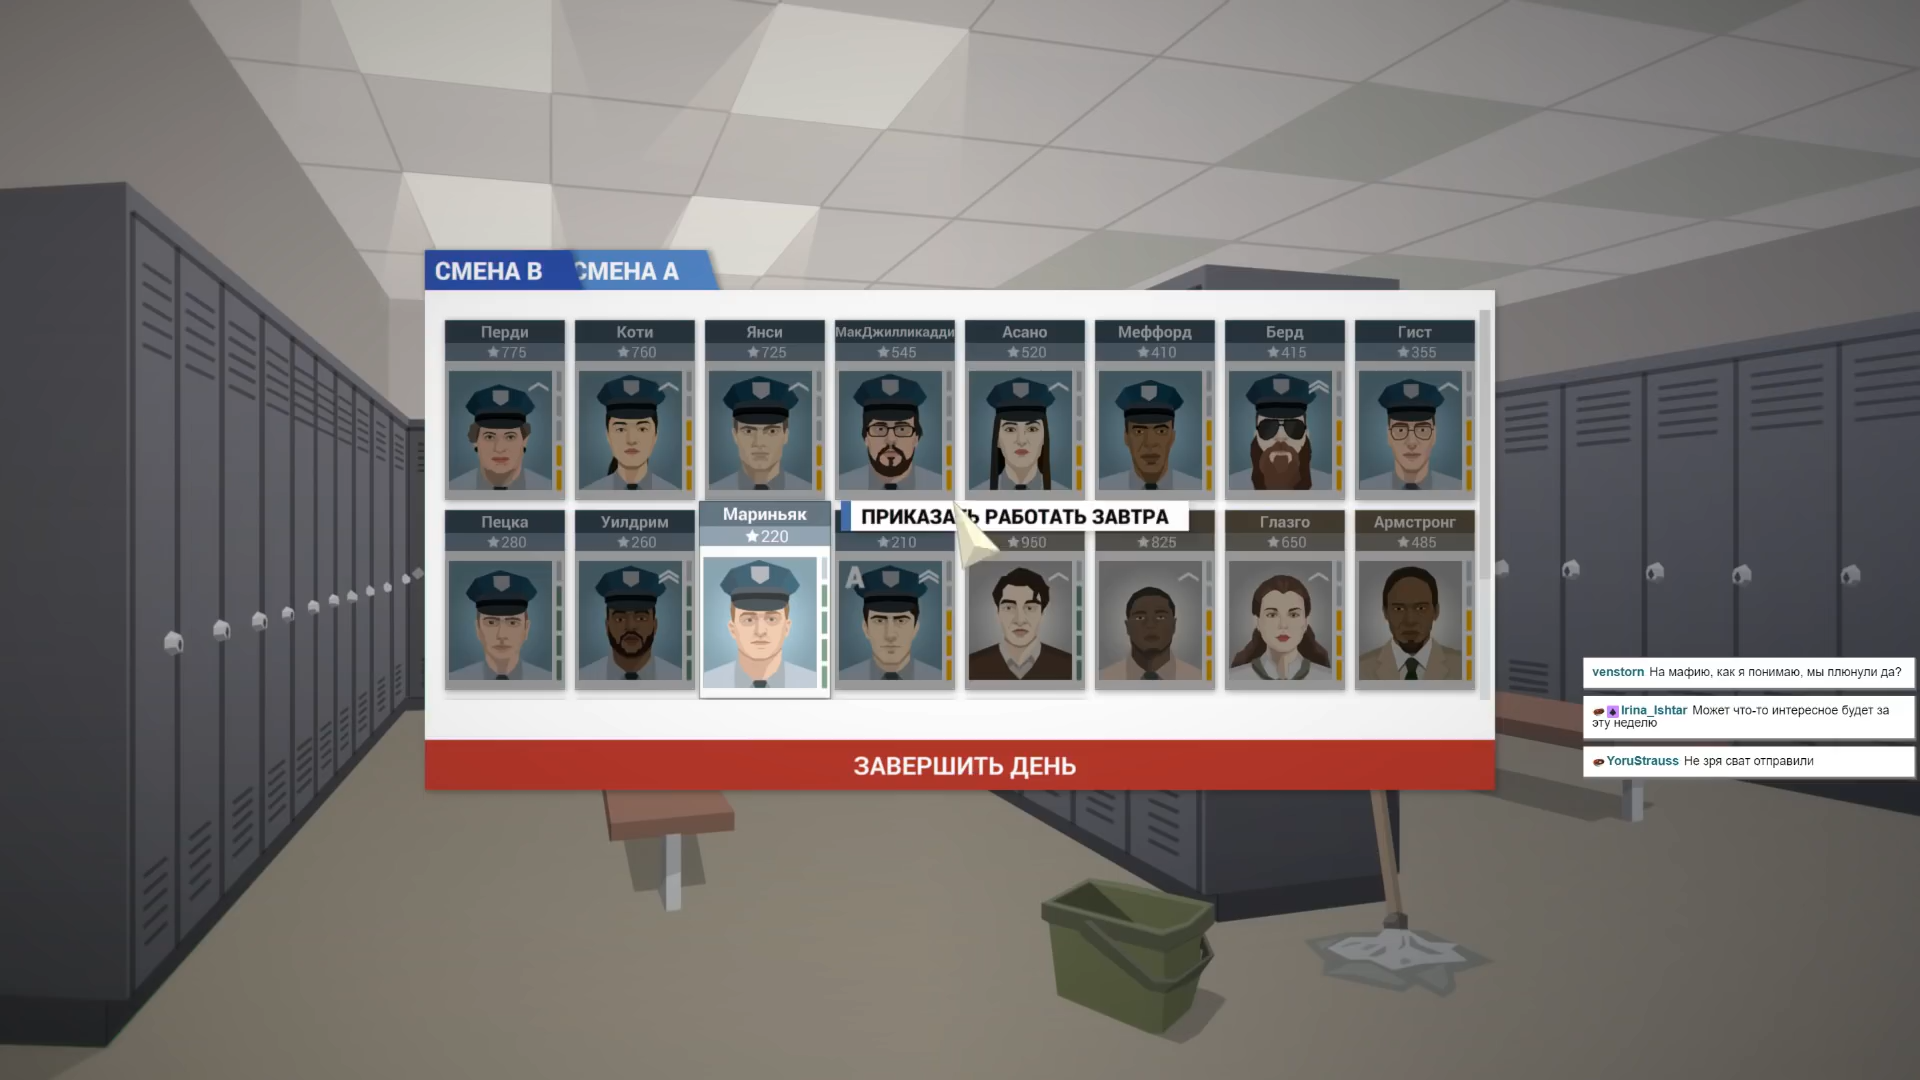 СМЕНА B
СМЕНА A
Перди
775
Коти
760
Янси
725
МакДжилликадди
545
Асано
520
Меффорд
410
Берд
415
Гист
355
Пецка
280
Уилдрим
260
Мариньяк
220
ПРИКАЗАТЬ РАБОТАТЬ ЗАВТРА
210
A
950
825
Глазго
650
Армстронг
485
ЗАВЕРШИТЬ ДЕНЬ
venstorn На мафию, как я понимаю, мы плюнули да?
Irina_Ishtar Может что-то интересное будет за
эту неделю
YoruStrauss Не зря сват отправили